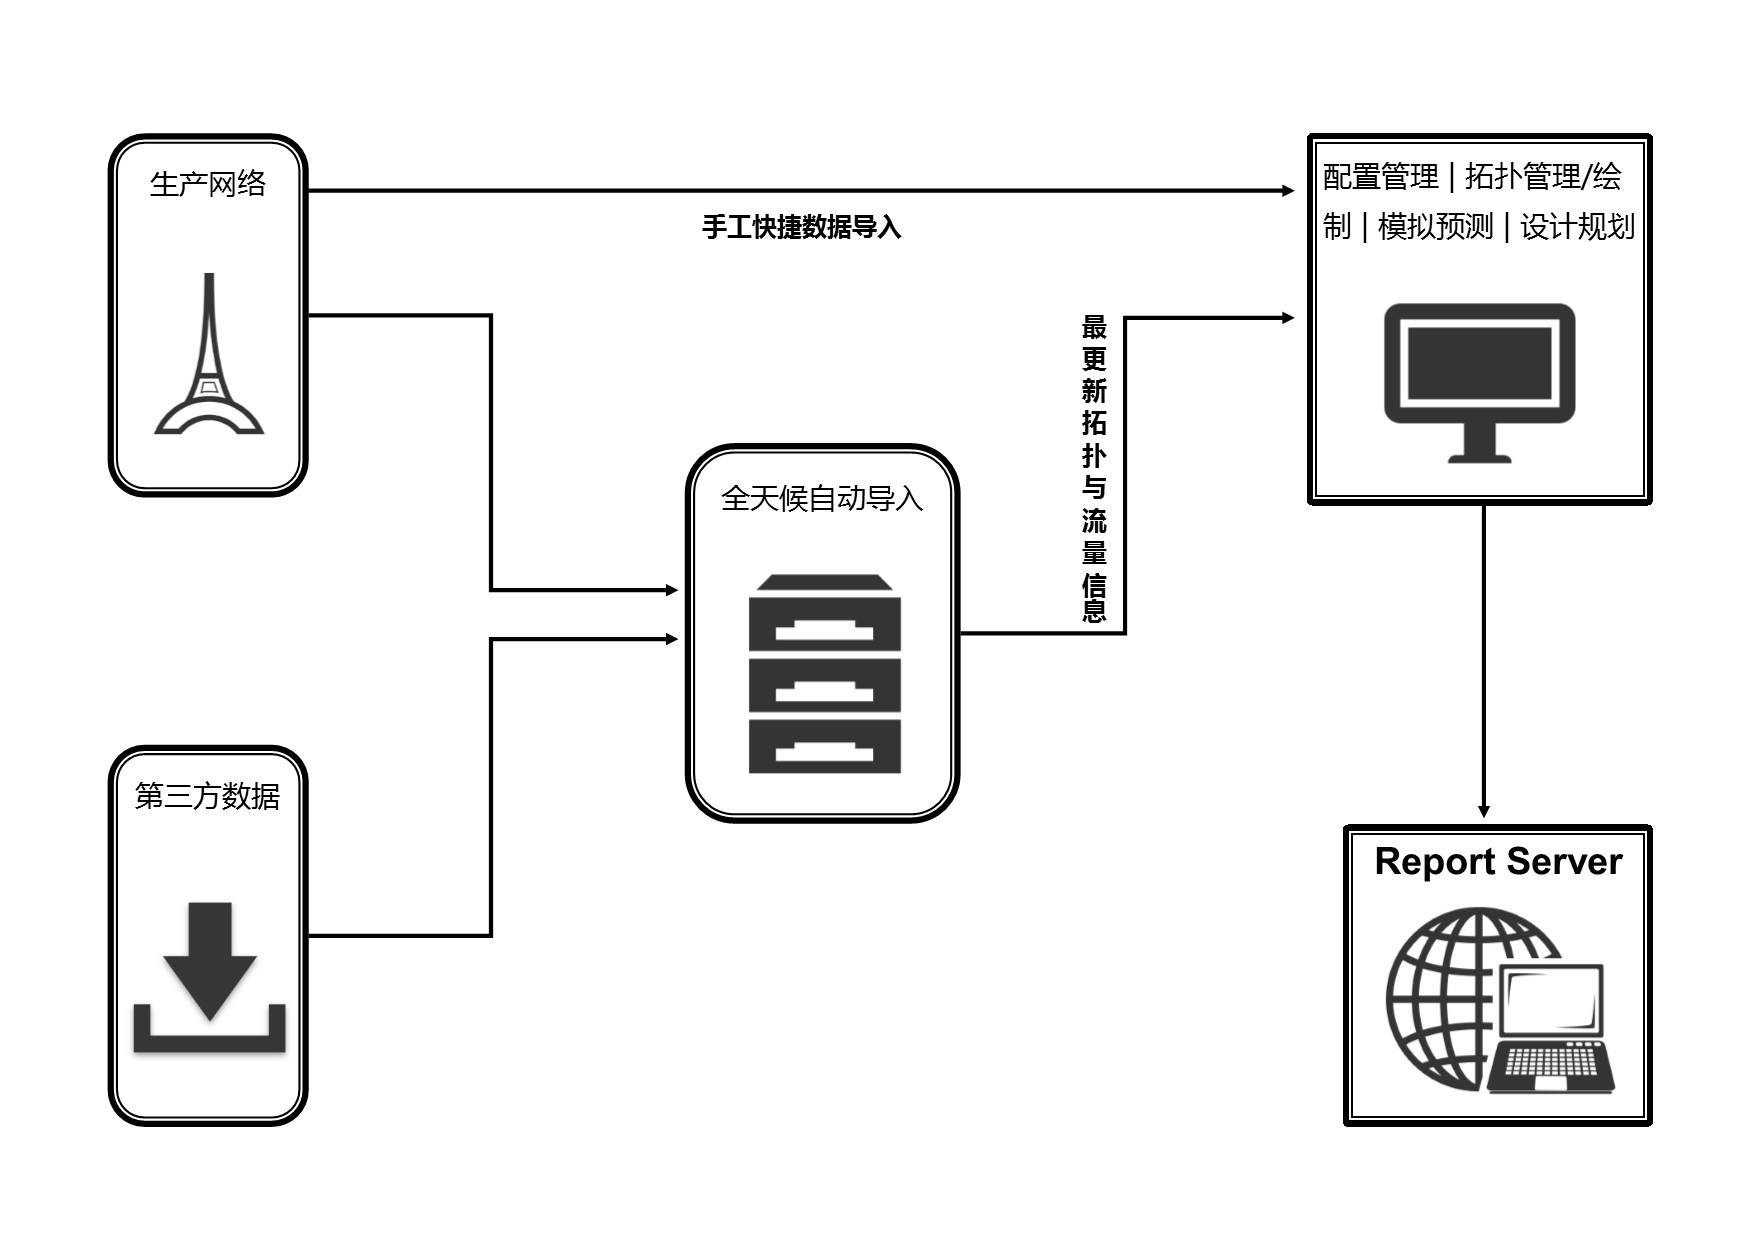 生产网络
手工快捷数据导入
配置管理 | 拓扑管理/绘
制 | 模拟预测 | 设计规划
最更新拓扑与流量信息
全天候自动导入
第三方数据
Report Server